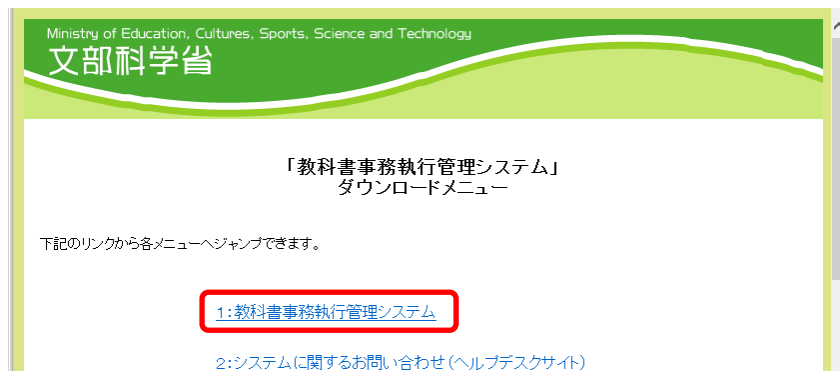 Ministry of Education, Cultures, Sports, Science and Technology
文部科学省
「教科書事務執行管理システム」
ダウンロードメニュー
下記のリンクから各メニューへジャンプできます。
1:教科書事務執行管理システム
2:システムに関するお問い合わせ(ヘルプデスクサイト)